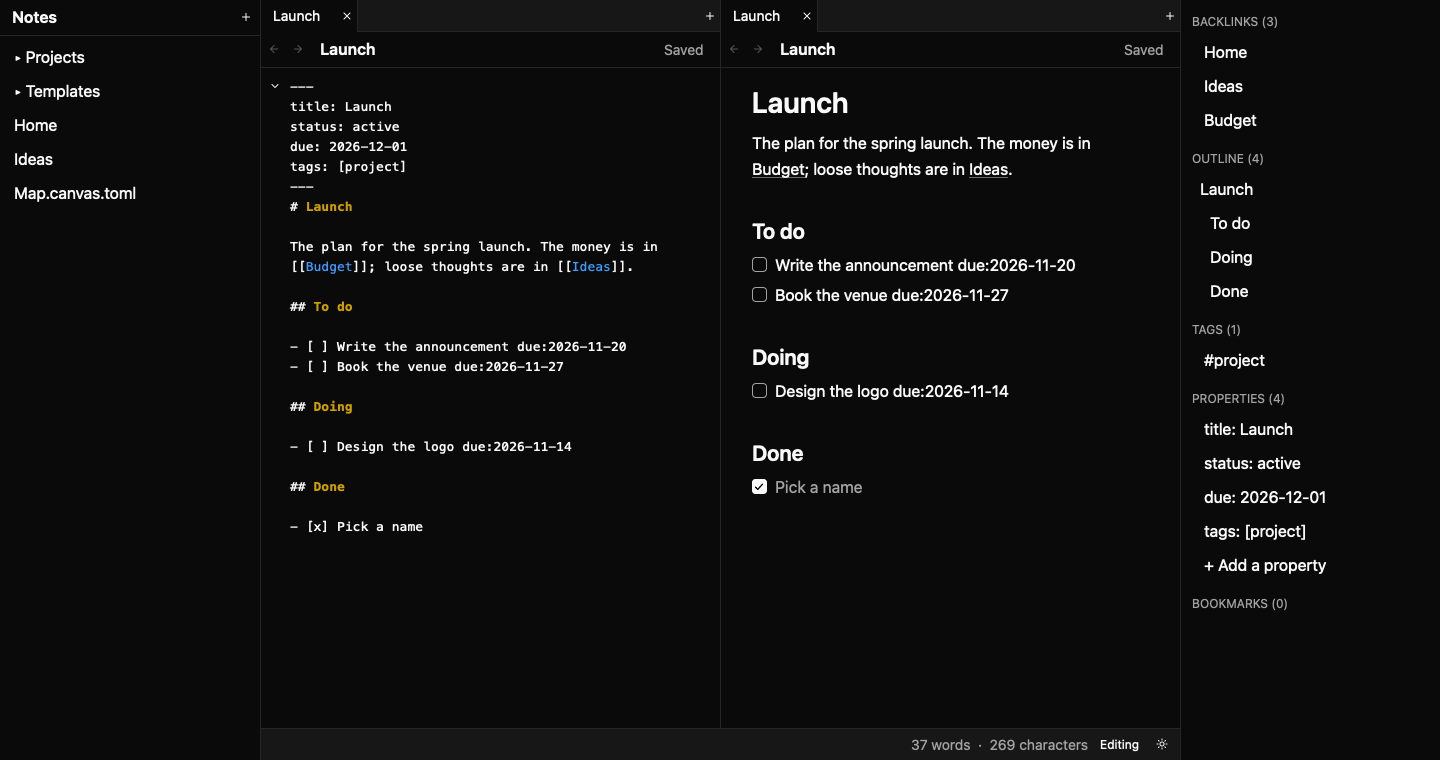 Notes +
▸ Projects
▸ Templates
Home
Ideas
Map.canvas.toml
Launch × +
← → Launch Saved
---
title: Launch
status: active
due: 2026-12-01
tags: [project]
---
# Launch
The plan for the spring launch. The money is in
[[Budget]]; loose thoughts are in [[Ideas]].
## To do
- [ ] Write the announcement due:2026-11-20
- [ ] Book the venue due:2026-11-27
## Doing
- [ ] Design the logo due:2026-11-14
## Done
- [x] Pick a name
Launch × +
← → Launch Saved
Launch
The plan for the spring launch. The money is in
Budget; loose thoughts are in Ideas.
To do
Write the announcement due:2026-11-20
Book the venue due:2026-11-27
Doing
Design the logo due:2026-11-14
Done
Pick a name
37 words · 269 characters Editing
BACKLINKS (3)
Home
Ideas
Budget
OUTLINE (4)
Launch
To do
Doing
Done
TAGS (1)
#project
PROPERTIES (4)
title: Launch
status: active
due: 2026-12-01
tags: [project]
+ Add a property
BOOKMARKS (0)